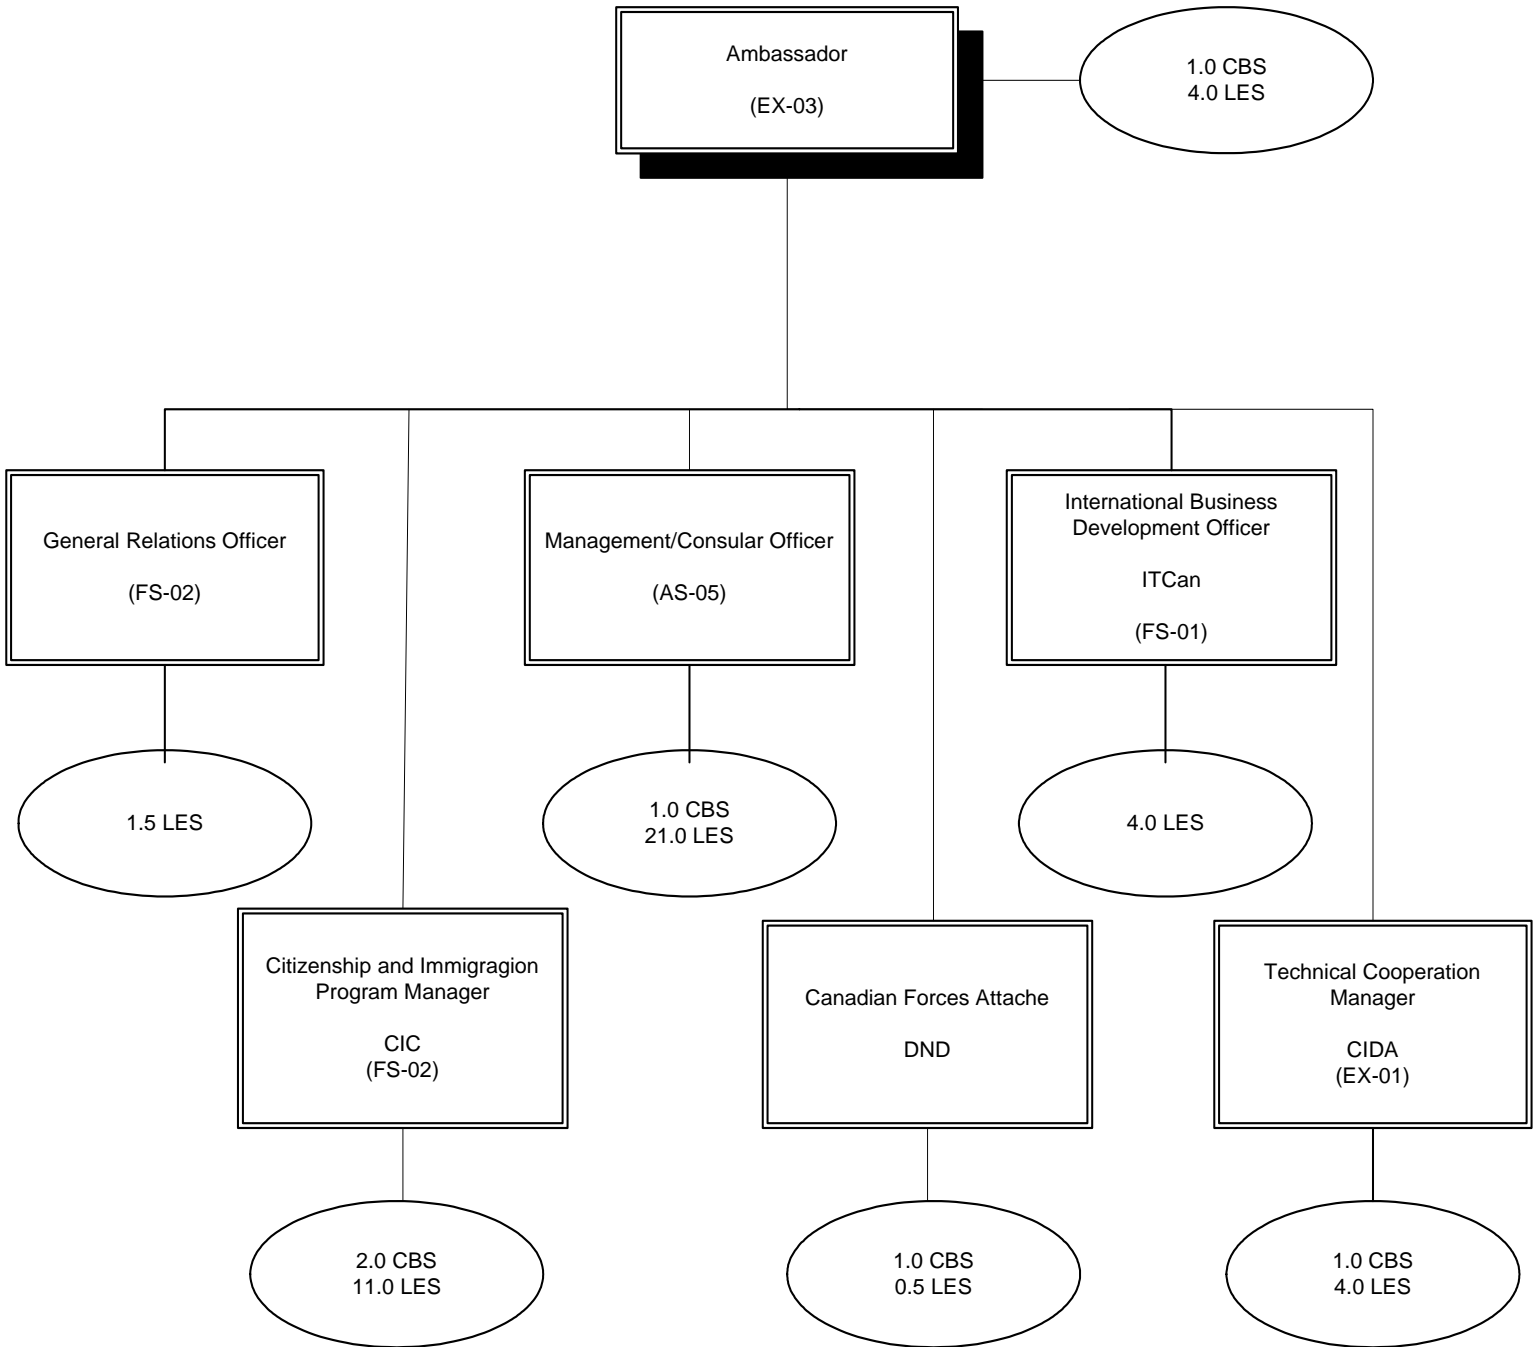 Ambassador
(EX-03)
1.0 CBS
4.0 LES
General Relations Officer
(FS-02)
Management/Consular Officer
(AS-05)
International Business
Development Officer
ITCan
(FS-01)
1.5 LES
1.0 CBS
21.0 LES
4.0 LES
Citizenship and Immigragion
Program Manager
CIC
(FS-02)
Canadian Forces Attache
DND
Technical Cooperation
Manager
CIDA
(EX-01)
2.0 CBS
11.0 LES
1.0 CBS
0.5 LES
1.0 CBS
4.0 LES